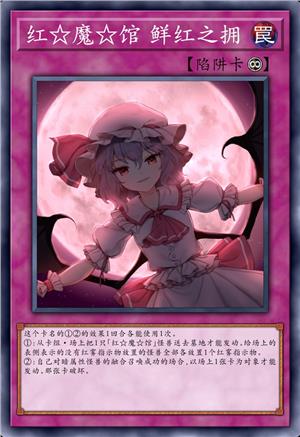 红☆魔☆馆 鲜红之拥
罠
【陷阱卡】
这个卡名的①②的效果1回合各能使用1次。
①:从卡组·场上把1只「红☆魔☆馆」怪兽送去墓地才能发动。给场上的
表侧表示的没有红雾指示物放置的怪兽全部各放置1个红雾指示物。
②:自己对暗属性怪兽的融合召唤成功的场合,以场上1张卡为对象才能发
动。那张卡破坏。